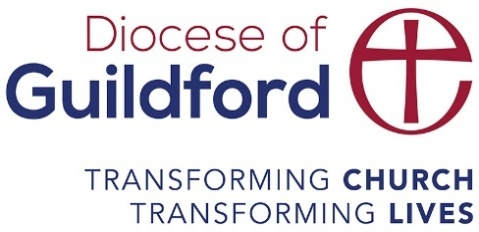 Diocese of
Guildford
TRANSFORMING CHURCH
TRANSFORMING LIVES